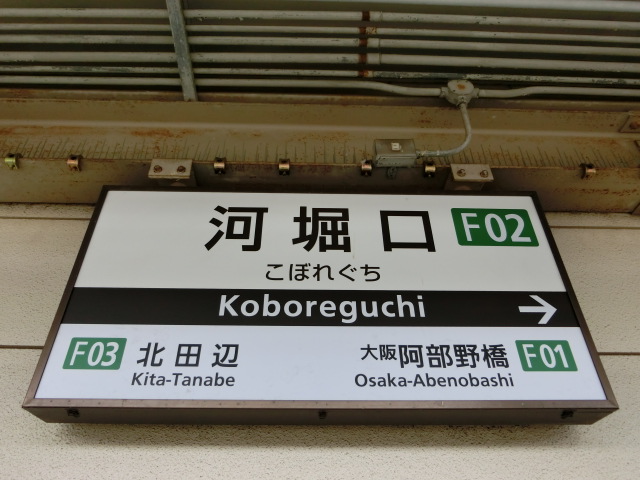 河堀口 F02
こぼれぐち
Koboreguchi →
F03 北田辺 大阪阿部野橋 F01
Kita-Tanabe Osaka-Abenobashi